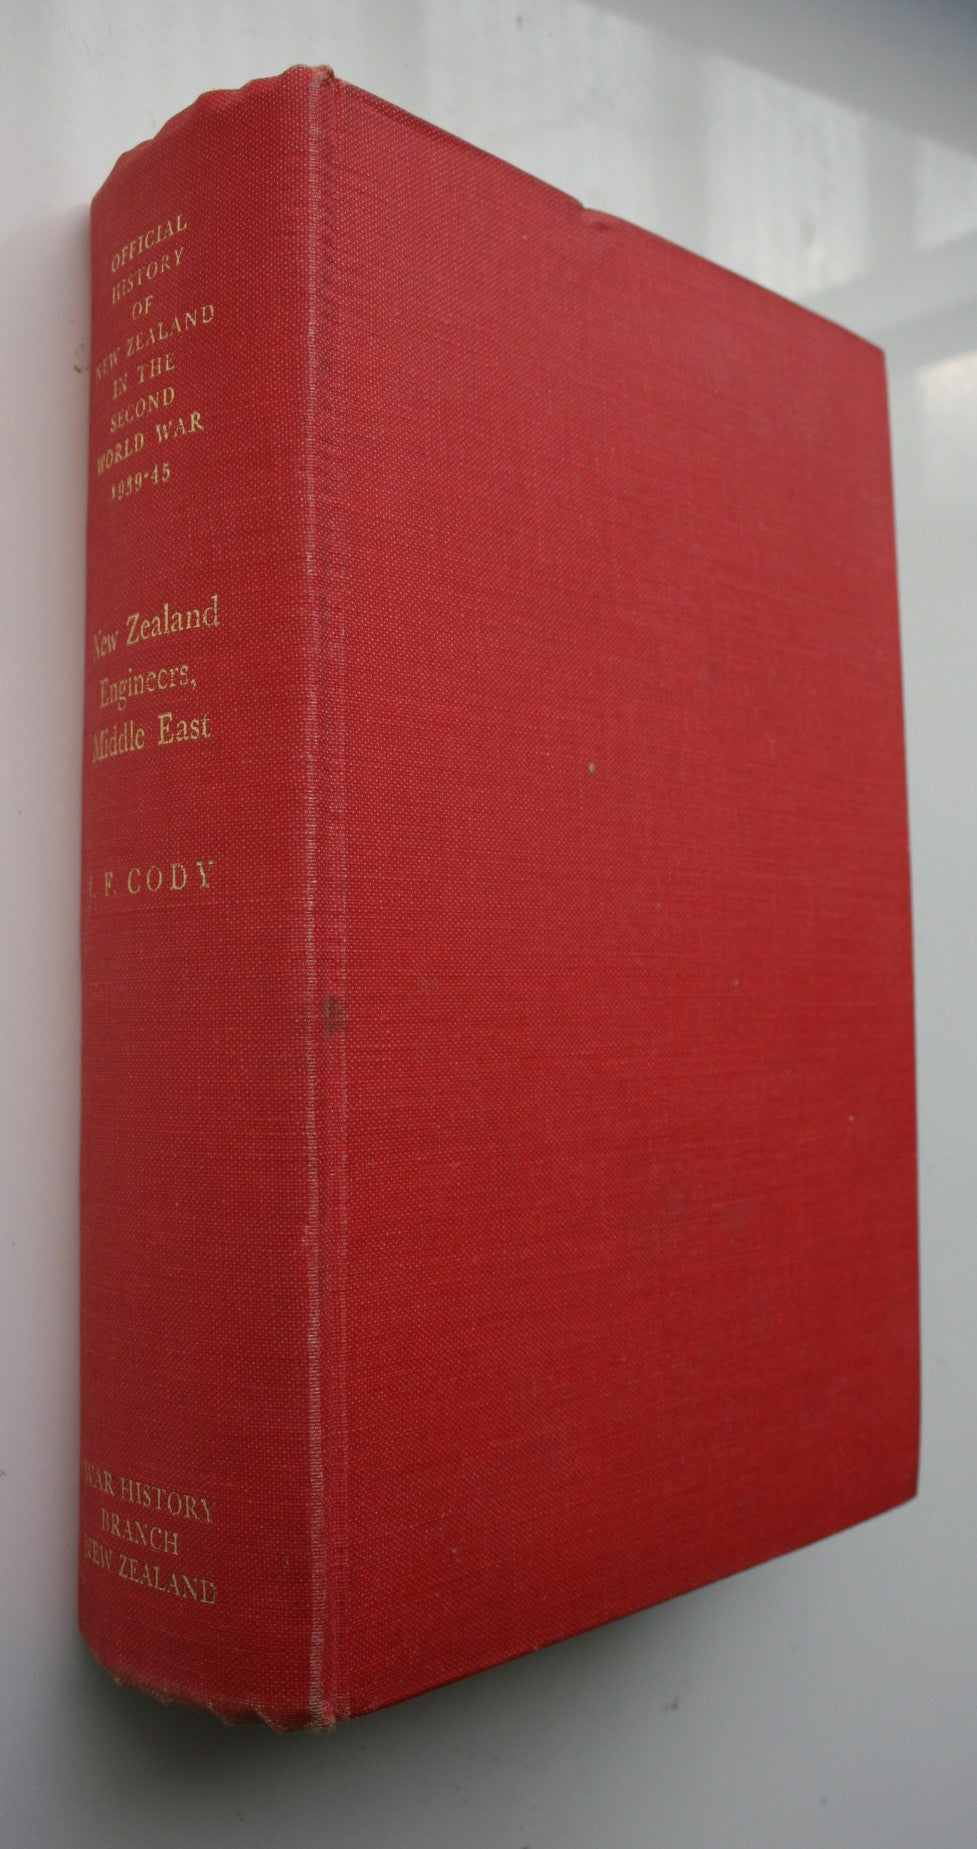 OFFICIAL
HISTORY
OF
NEW ZEALAND
IN THE
SECOND
WORLD WAR
1939-45
New Zealand
Engineers,
Middle East
J. F. CODY
WAR HISTORY
BRANCH
NEW ZEALAND